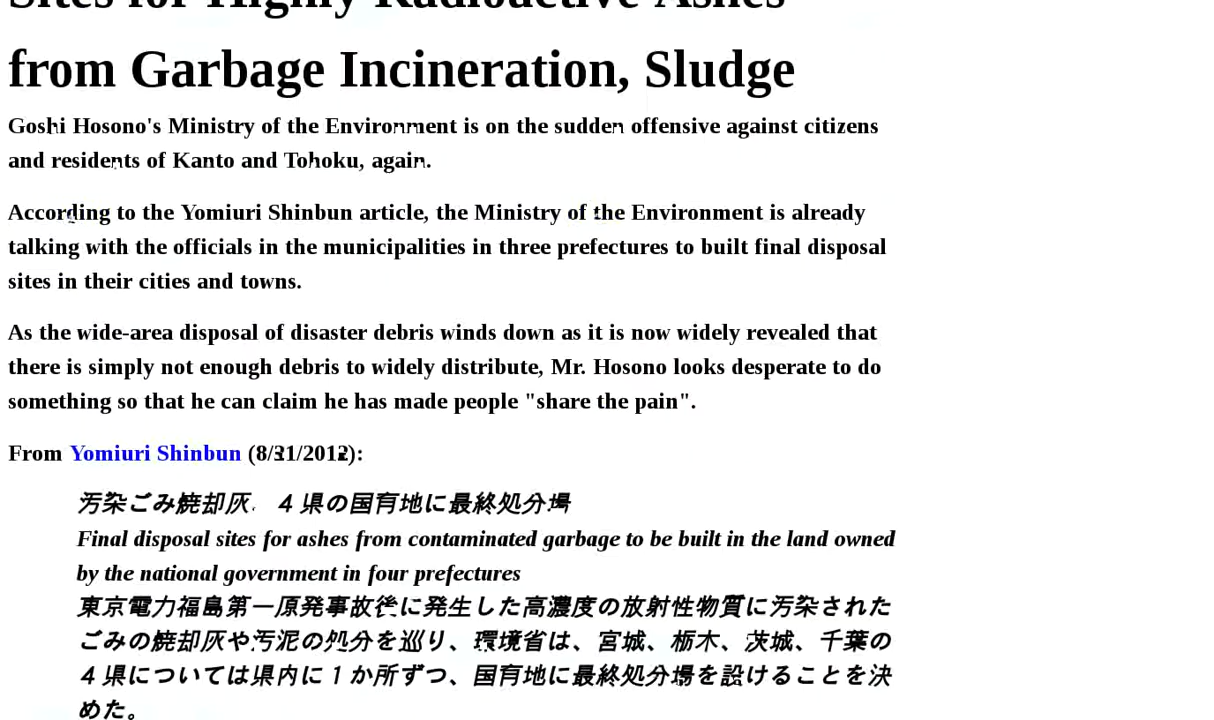 Sites for Highly Radioactive Ashes
from Garbage Incineration, Sludge
Goshi Hosono's Ministry of the Environment is on the sudden offensive against citizens
and residents of Kanto and Tohoku, again.
According to the Yomiuri Shinbun article, the Ministry of the Environment is already
talking with the officials in the municipalities in three prefectures to built final disposal
sites in their cities and towns.
As the wide-area disposal of disaster debris winds down as it is now widely revealed that
there is simply not enough debris to widely distribute, Mr. Hosono looks desperate to do
something so that he can claim he has made people "share the pain".
From Yomiuri Shinbun (8/21/2012):
汚染ごみ焼却灰、４県の国有地に最終処分場
Final disposal sites for ashes from contaminated garbage to be built in the land owned
by the national government in four prefectures
東京電力福島第一原発事故後に発生した高濃度の放射性物質に汚染された
ごみの焼却灰や汚泥の処分を巡り、環境省は、宮城、栃木、茨城、千葉の
４県については県内に１か所ずつ、国有地に最終処分場を設けることを決
めた。